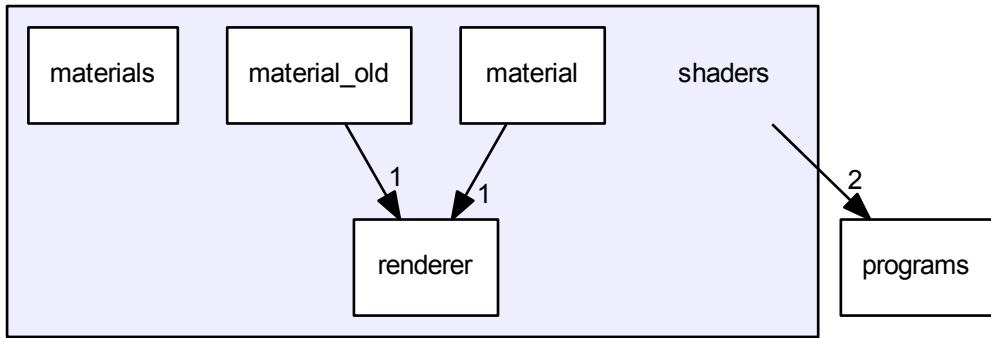 materials
material_old
material
shaders
1
1
2
renderer
programs